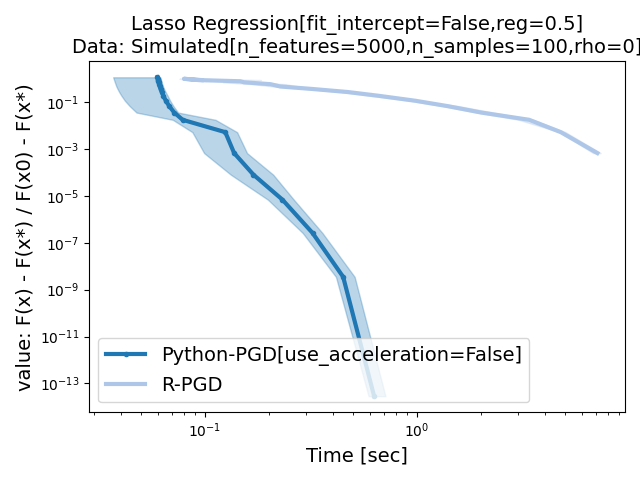 Lasso Regression[fit_intercept=False,reg=0.5]
Data: Simulated[n_features=5000,n_samples=100,rho=0]
value: F(x) - F(x*) / F(x0) - F(x*)
10⁻¹
10⁻³
10⁻⁵
10⁻⁷
10⁻⁹
10⁻¹¹
10⁻¹³
Python-PGD[use_acceleration=False]
R-PGD
10⁻¹ 10⁰
Time [sec]